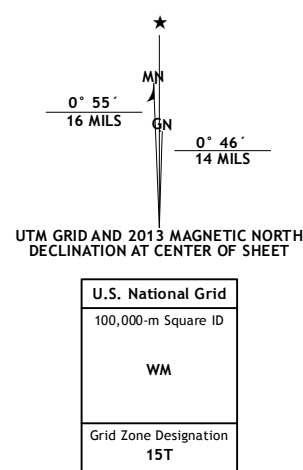 ★
MN
0° 55´
16 MILS
GN
0° 46´
14 MILS
UTM GRID AND 2013 MAGNETIC NORTH
DECLINATION AT CENTER OF SHEET
U.S. National Grid
100,000-m Square ID
WM
Grid Zone Designation
15T